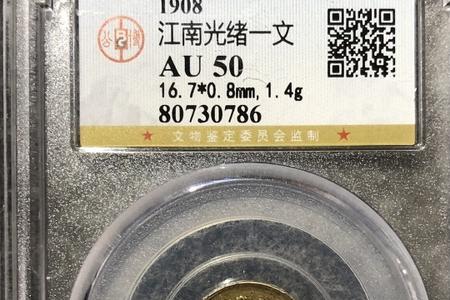 1908
江南光绪一文
AU 50
16.7*0.8mm,1.4g
80730786
★ 文物鉴定委员会监制 ★